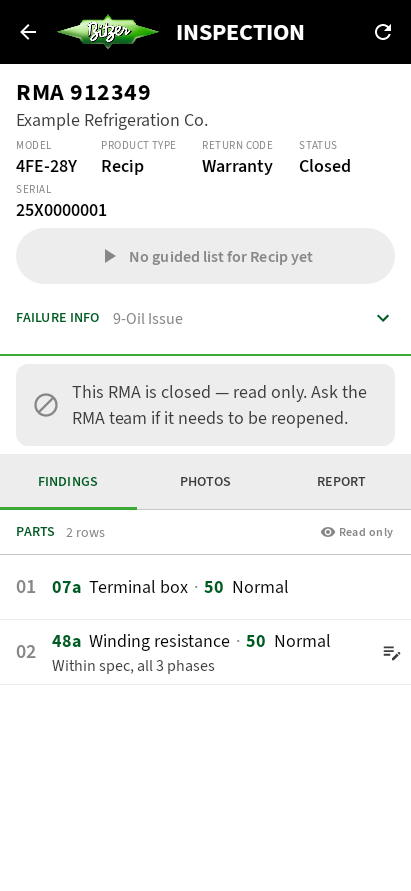 Bitzer INSPECTION
RMA 912349
Example Refrigeration Co.
MODEL PRODUCT TYPE RETURN CODE STATUS
4FE-28Y Recip Warranty Closed
SERIAL
25X0000001
No guided list for Recip yet
FAILURE INFO 9-Oil Issue
This RMA is closed — read only. Ask the
RMA team if it needs to be reopened.
FINDINGS PHOTOS REPORT
PARTS 2 rows Read only
01 07a Terminal box · 50 Normal
02 48a Winding resistance · 50 Normal
Within spec, all 3 phases